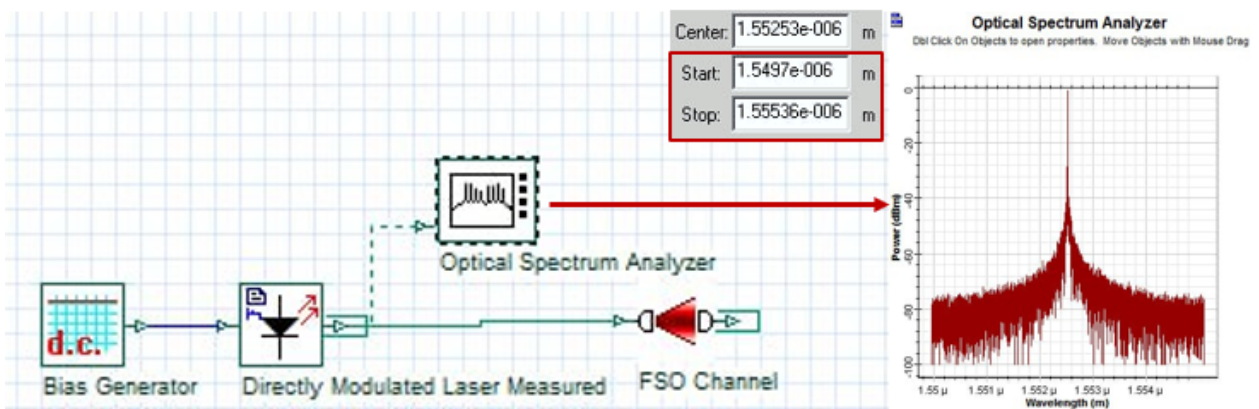 Center: 1.55253e-006 m
Start: 1.5497e-006 m
Stop: 1.55536e-006 m
Optical Spectrum Analyzer
Dbl Click On Objects to open properties. Move Objects with Mouse Drag
0
-20
-40
-60
-80
-100
Power (dBm)
1.55 µ 1.551 µ 1.552 µ 1.553 µ 1.554 µ
Wavelength (m)
Optical Spectrum Analyzer
d.c.
Bias Generator
Directly Modulated Laser Measured
FSO Channel